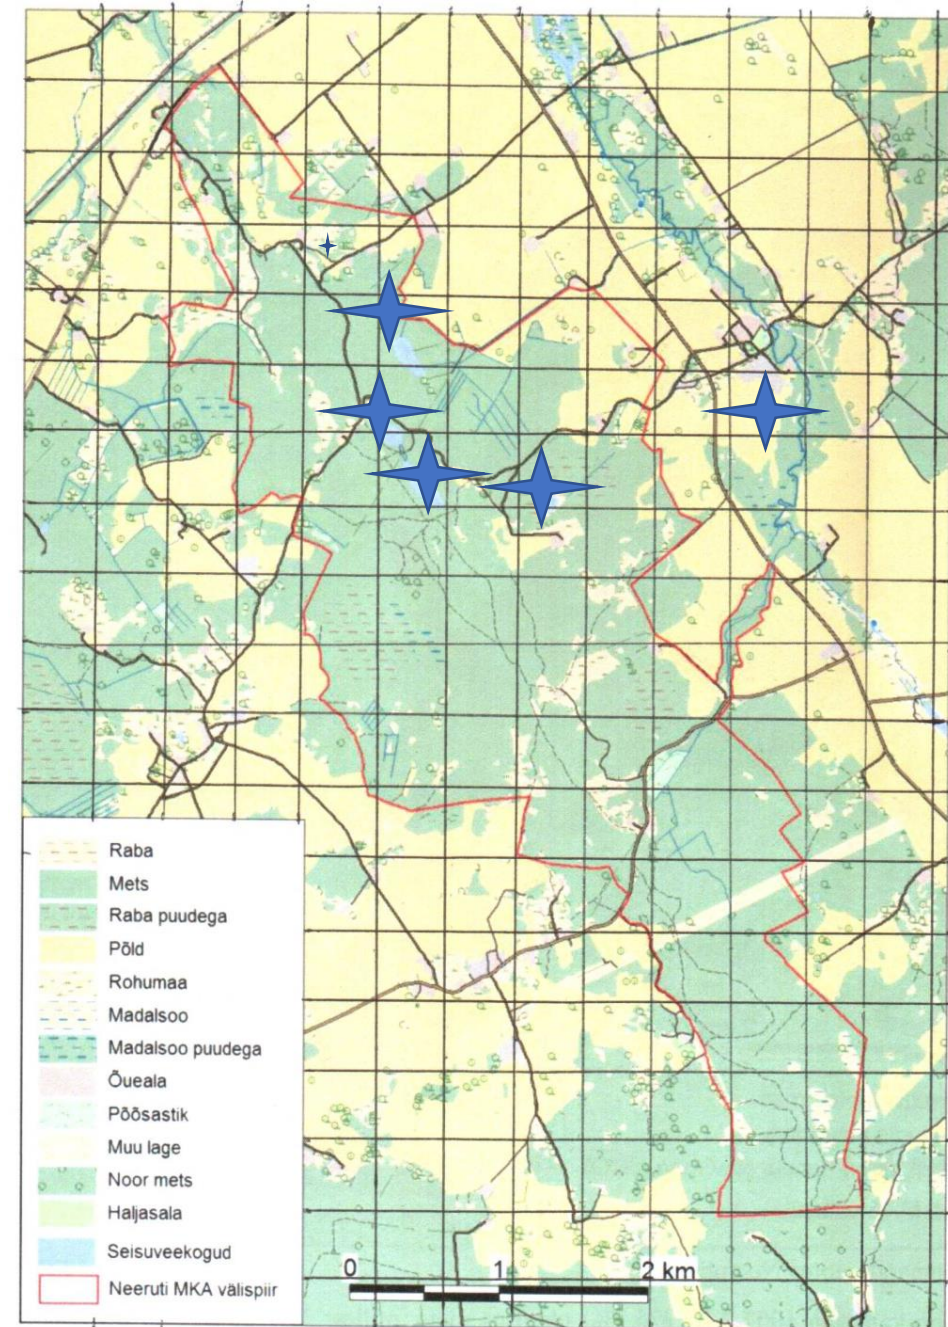 Raba
Mets
Raba puudega
Põld
Rohumaa
Madalsoo
Madalsoo puudega
Õueala
Põõsastik
Muu lage
Noor mets
Haljasala
Seisuveekogud
Neeruti MKA välispiir
0 1 2 km